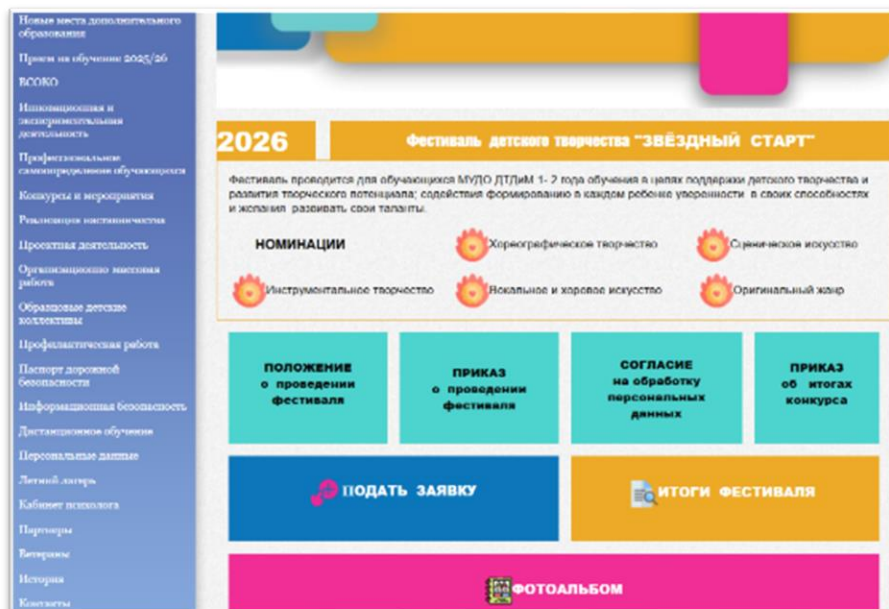 Новые места дополнительного
образования
Прием на обучение 2025/26
ВСОКО
Инновационная и
экспериментальная
деятельность
Профессиональное
самоопределение обучающихся
Конкурсы и мероприятия
Реализация наставничества
Проектная деятельность
Организационно массовая
работа
Образцовые детские
коллективы
Профилактическая работа
Паспорт дорожной
безопасности
Информационная безопасность
Дистанционное обучение
Персональные данные
Летний лагерь
Кабинет психолога
Партнеры
Ветераны
История
Контакты
2026
Фестиваль детского творчества "ЗВЁЗДНЫЙ СТАРТ"
Фестиваль проводится для обучающихся МУДО ДТДиМ 1- 2 года обучения в целях поддержки детского творчества и
развития творческого потенциала; содействия формированию в каждом ребенке уверенности в своих способностях
и желания развивать свои таланты.
НОМИНАЦИИ
Хореографическое творчество
Сценическое искусство
Инструментальное творчество
Вокальное и хоровое искусство
Оригинальный жанр
ПОЛОЖЕНИЕ
о проведении
фестиваля
ПРИКАЗ
о проведении
фестиваля
СОГЛАСИЕ
на обработку
персональных
данных
ПРИКАЗ
об итогах
конкурса
ПОДАТЬ ЗАЯВКУ
ИТОГИ ФЕСТИВАЛЯ
ФОТОАЛЬБОМ